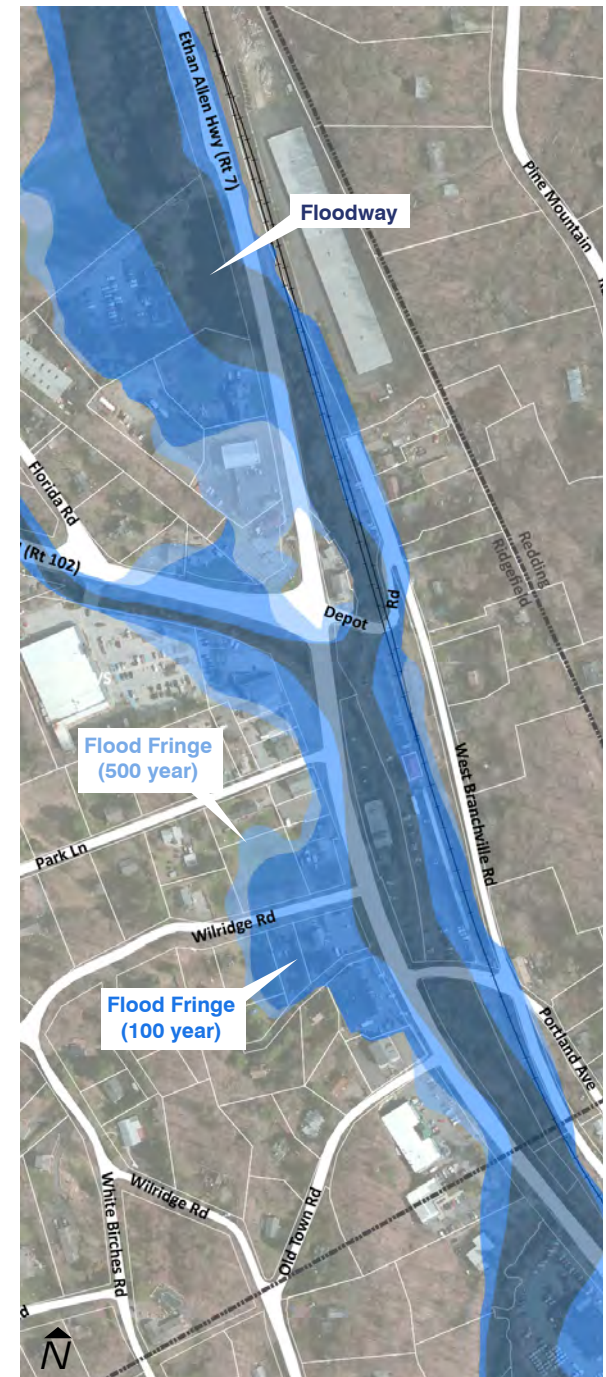 Ethan Allen Hwy (Rt 7)
Pine Mountain
Floodway
Florida Rd
(Rt 102)
Redding
Ridgefield
Depot
Rd
Flood Fringe
(500 year)
West Branchville Rd
Park Ln
Wilridge Rd
Flood Fringe
(100 year)
Portland Ave
Wilridge Rd
White Birches Rd
Old Town Rd
d
N